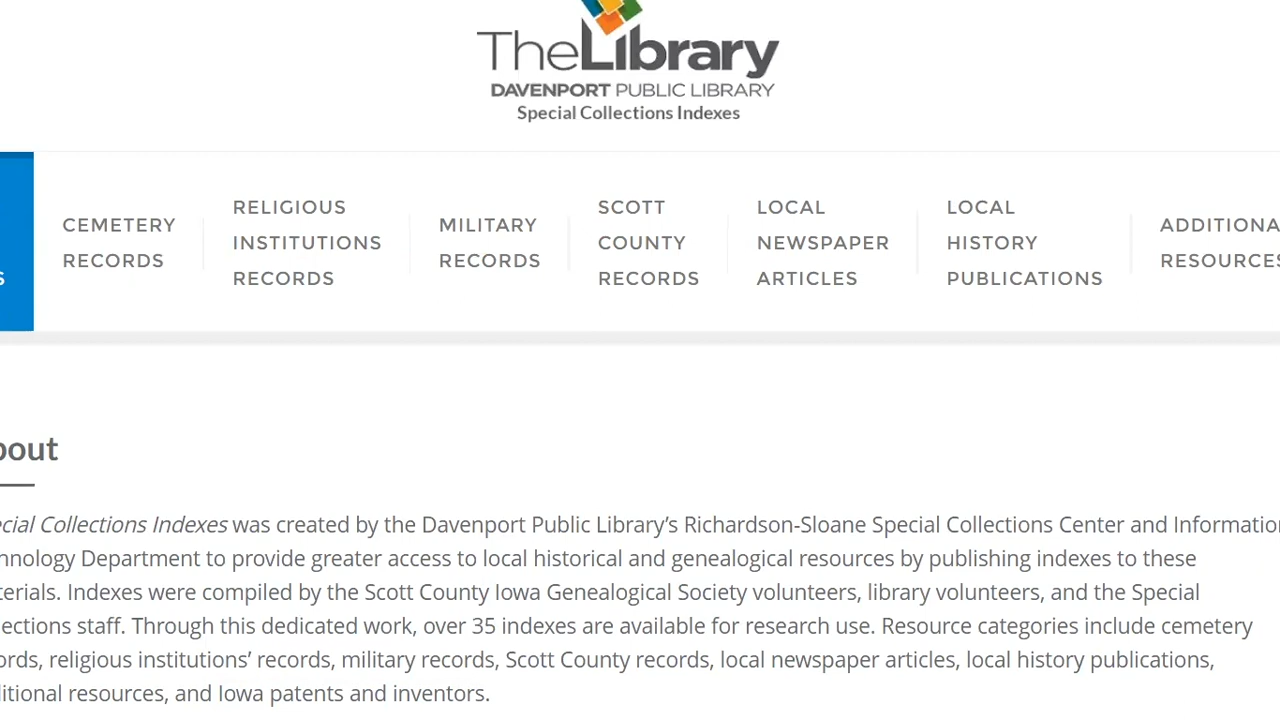 TheLibrary
DAVENPORT PUBLIC LIBRARY
Special Collections Indexes
S
CEMETERY
RECORDS
RELIGIOUS
INSTITUTIONS
RECORDS
MILITARY
RECORDS
SCOTT
COUNTY
RECORDS
LOCAL
NEWSPAPER
ARTICLES
LOCAL
HISTORY
PUBLICATIONS
ADDITIONA
RESOURCES
bout
ecial Collections Indexes was created by the Davenport Public Library’s Richardson-Sloane Special Collections Center and Information
hnology Department to provide greater access to local historical and genealogical resources by publishing indexes to these
terials. Indexes were compiled by the Scott County Iowa Genealogical Society volunteers, library volunteers, and the Special
lections staff. Through this dedicated work, over 35 indexes are available for research use. Resource categories include cemetery
ords, religious institutions’ records, military records, Scott County records, local newspaper articles, local history publications,
ditional resources, and Iowa patents and inventors.